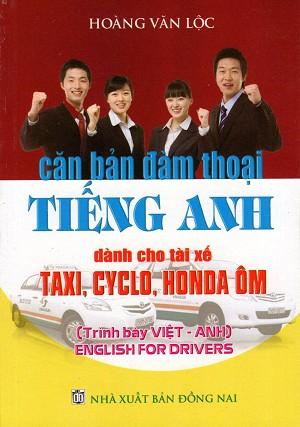 HOÀNG VĂN LỘC
căn bản đàm thoại
TIẾNG ANH
dành cho tài xế
TAXI, CYCLO, HONDA ÔM
(Trình bày VIỆT - ANH)
ENGLISH FOR DRIVERS
NHÀ XUẤT BẢN ĐỒNG NAI